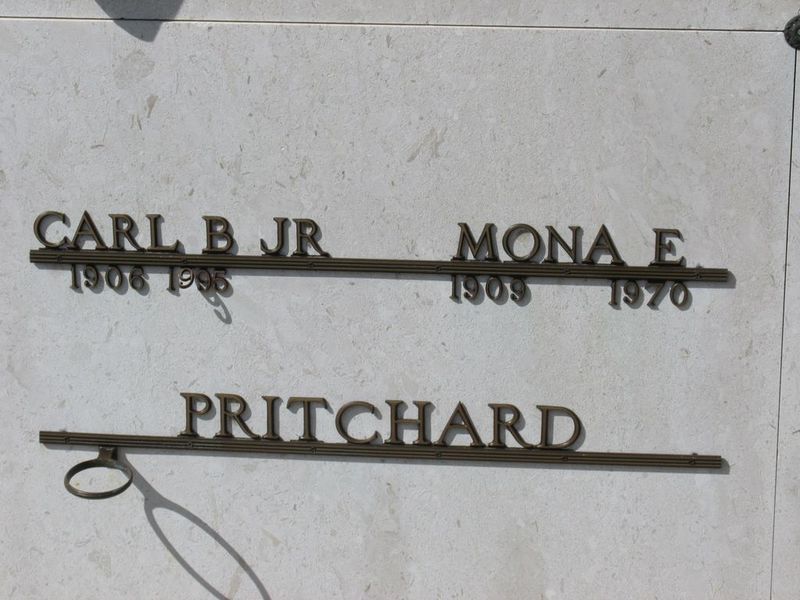 CARL B JR MONA E
1906 1995 1909 1970
PRITCHARD